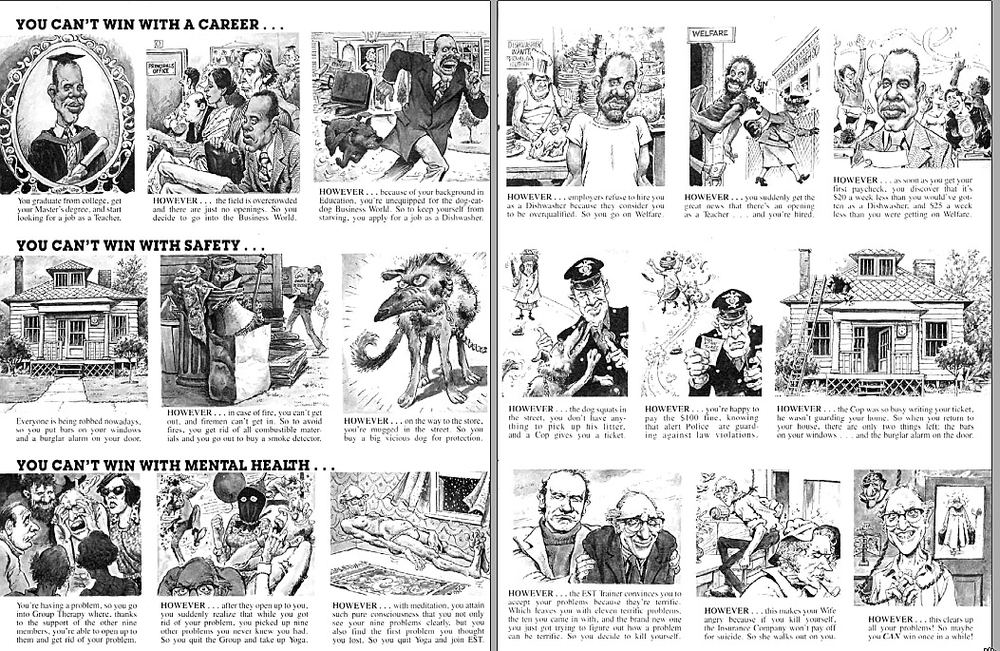 YOU CAN'T WIN WITH A CAREER . . .
PRINCIPALS
OFFICE
You graduate from college, get
your Master's degree, and start
looking for a job as a Teacher.
HOWEVER . . . the field is overcrowded
and there are just no openings. So you
decide to go into the Business World.
HOWEVER . . . because of your background in
Education, you're unequipped for the dog-eat-
dog Business World. So to keep yourself from
starving, you apply for a job as a Dishwasher.
DISHWASHER
WANTED
HOWEVER . . . employers refuse to hire you
as a Dishwasher because they consider you
to be overqualified. So you go on Welfare.
WELFARE
HOWEVER . . . you suddenly get the
great news that there's an opening
as a Teacher . . . and you're hired.
HOWEVER . . . as soon as you get your
first paycheck, you discover that it's
$20 a week less than you would've got-
ten as a Dishwasher, and $25 a week
less than you were getting on Welfare.
YOU CAN'T WIN WITH SAFETY . . .
Everyone is being robbed nowadays,
so you put bars on your windows
and a burglar alarm on your door.
HOWEVER . . . in case of fire, you can't get
out, and firemen can't get in. So to avoid
fires, you get rid of all combustible mater-
ials and you go out to buy a smoke detector.
HOWEVER . . . on the way to the store,
you're mugged in the street. So you
buy a big vicious dog for protection.
HOWEVER . . . the dog squats in
the street, you don't have any-
thing to pick up his litter,
and a Cop gives you a ticket.
HOWEVER . . . you're happy to
pay the $100 fine, knowing
that alert Police are guard-
ing against law violations.
HOWEVER . . . the Cop was so busy writing your ticket,
he wasn't guarding your home. So when you return to
your house, there are only two things left: the bars
on your windows . . . and the burglar alarm on the door.
YOU CAN'T WIN WITH MENTAL HEALTH . . .
You're having a problem, so you go
into Group Therapy where, thanks
to the support of the other nine
members, you're able to open up to
them and get rid of your problem.
HOWEVER . . . after they open up to you,
you suddenly realize that while you got
rid of your problem, you picked up nine
other problems you never knew you had.
So you quit the Group and take up Yoga.
HOWEVER . . . with meditation, you attain
such pure consciousness that you not only
see your nine problems clearly, but you
also find the first problem you thought
you lost. So you quit Yoga and join EST.
HOWEVER . . . the EST Trainer convinces you to
accept your problems because they're terrific.
Which leaves you with eleven terrific problems,
the ten you came in with, and the brand new one
you just got trying to figure out how a problem
can be terrific. So you decide to kill yourself.
HOWEVER . . . this makes your Wife
angry because if you kill yourself,
the Insurance Company won't pay off
for suicide. So she walks out on you.
HOWEVER . . . this clears up
all your problems! So maybe
you CAN win once in a while!